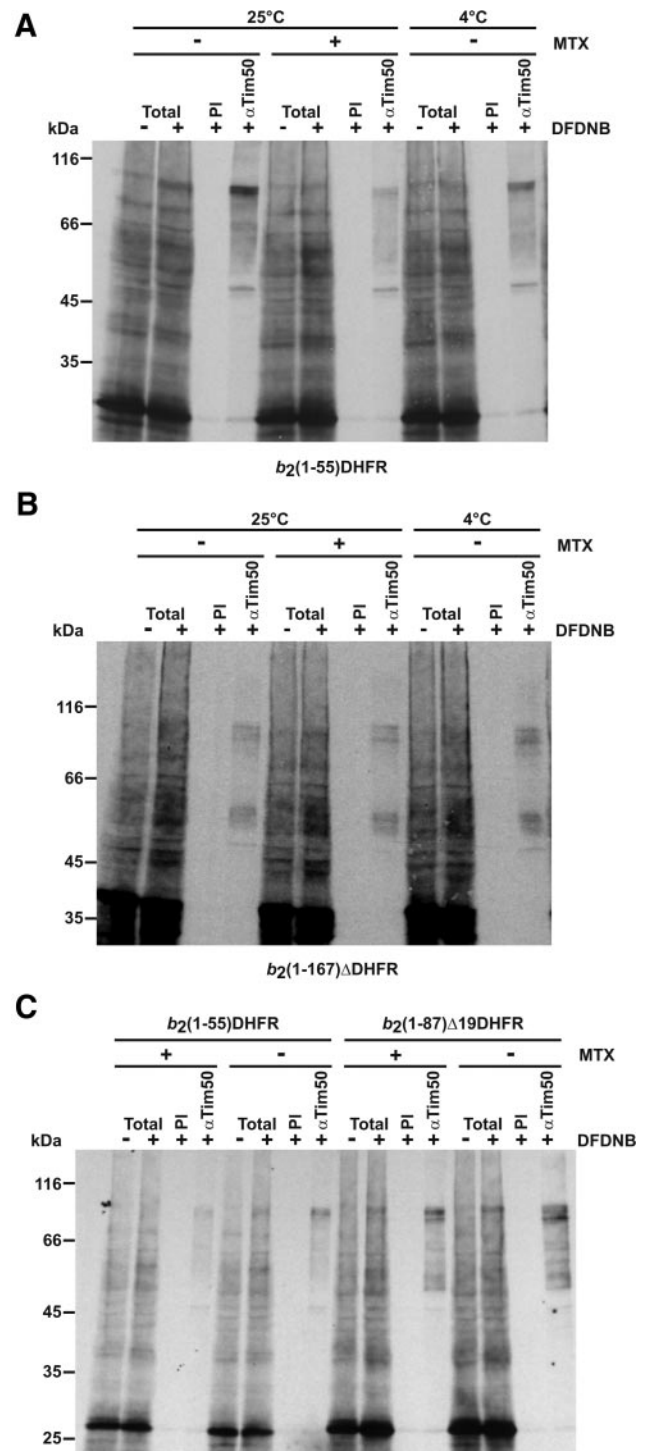 A
25°C 4°C
- + - MTX
Total PI αTim50 Total PI αTim50 Total PI αTim50
kDa - + + + - + + + - + + + DFDNB
116
66
45
35
b2(1-55)DHFR
B
25°C 4°C
- + - MTX
Total PI αTim50 Total PI αTim50 Total PI αTim50
kDa - + + + - + + + - + + + DFDNB
116
66
45
35
b2(1-167)ΔDHFR
C
b2(1-55)DHFR b2(1-87)Δ19DHFR
+ - + - MTX
Total PI αTim50 Total PI αTim50 Total PI αTim50 Total PI αTim50
kDa - + + + - + + + - + + + - + + + DFDNB
116
66
45
35
25